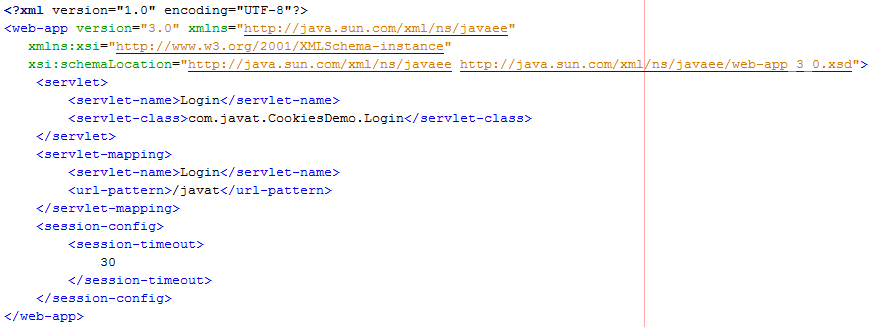 <?xml version="1.0" encoding="UTF-8"?>
<web-app version="3.0" xmlns="http://java.sun.com/xml/ns/javaee"
xmlns:xsi="http://www.w3.org/2001/XMLSchema-instance"
xsi:schemaLocation="http://java.sun.com/xml/ns/javaee http://java.sun.com/xml/ns/javaee/web-app_3_0.xsd">
<servlet>
<servlet-name>Login</servlet-name>
<servlet-class>com.javat.CookiesDemo.Login</servlet-class>
</servlet>
<servlet-mapping>
<servlet-name>Login</servlet-name>
<url-pattern>/javat</url-pattern>
</servlet-mapping>
<session-config>
<session-timeout>
30
</session-timeout>
</session-config>
</web-app>